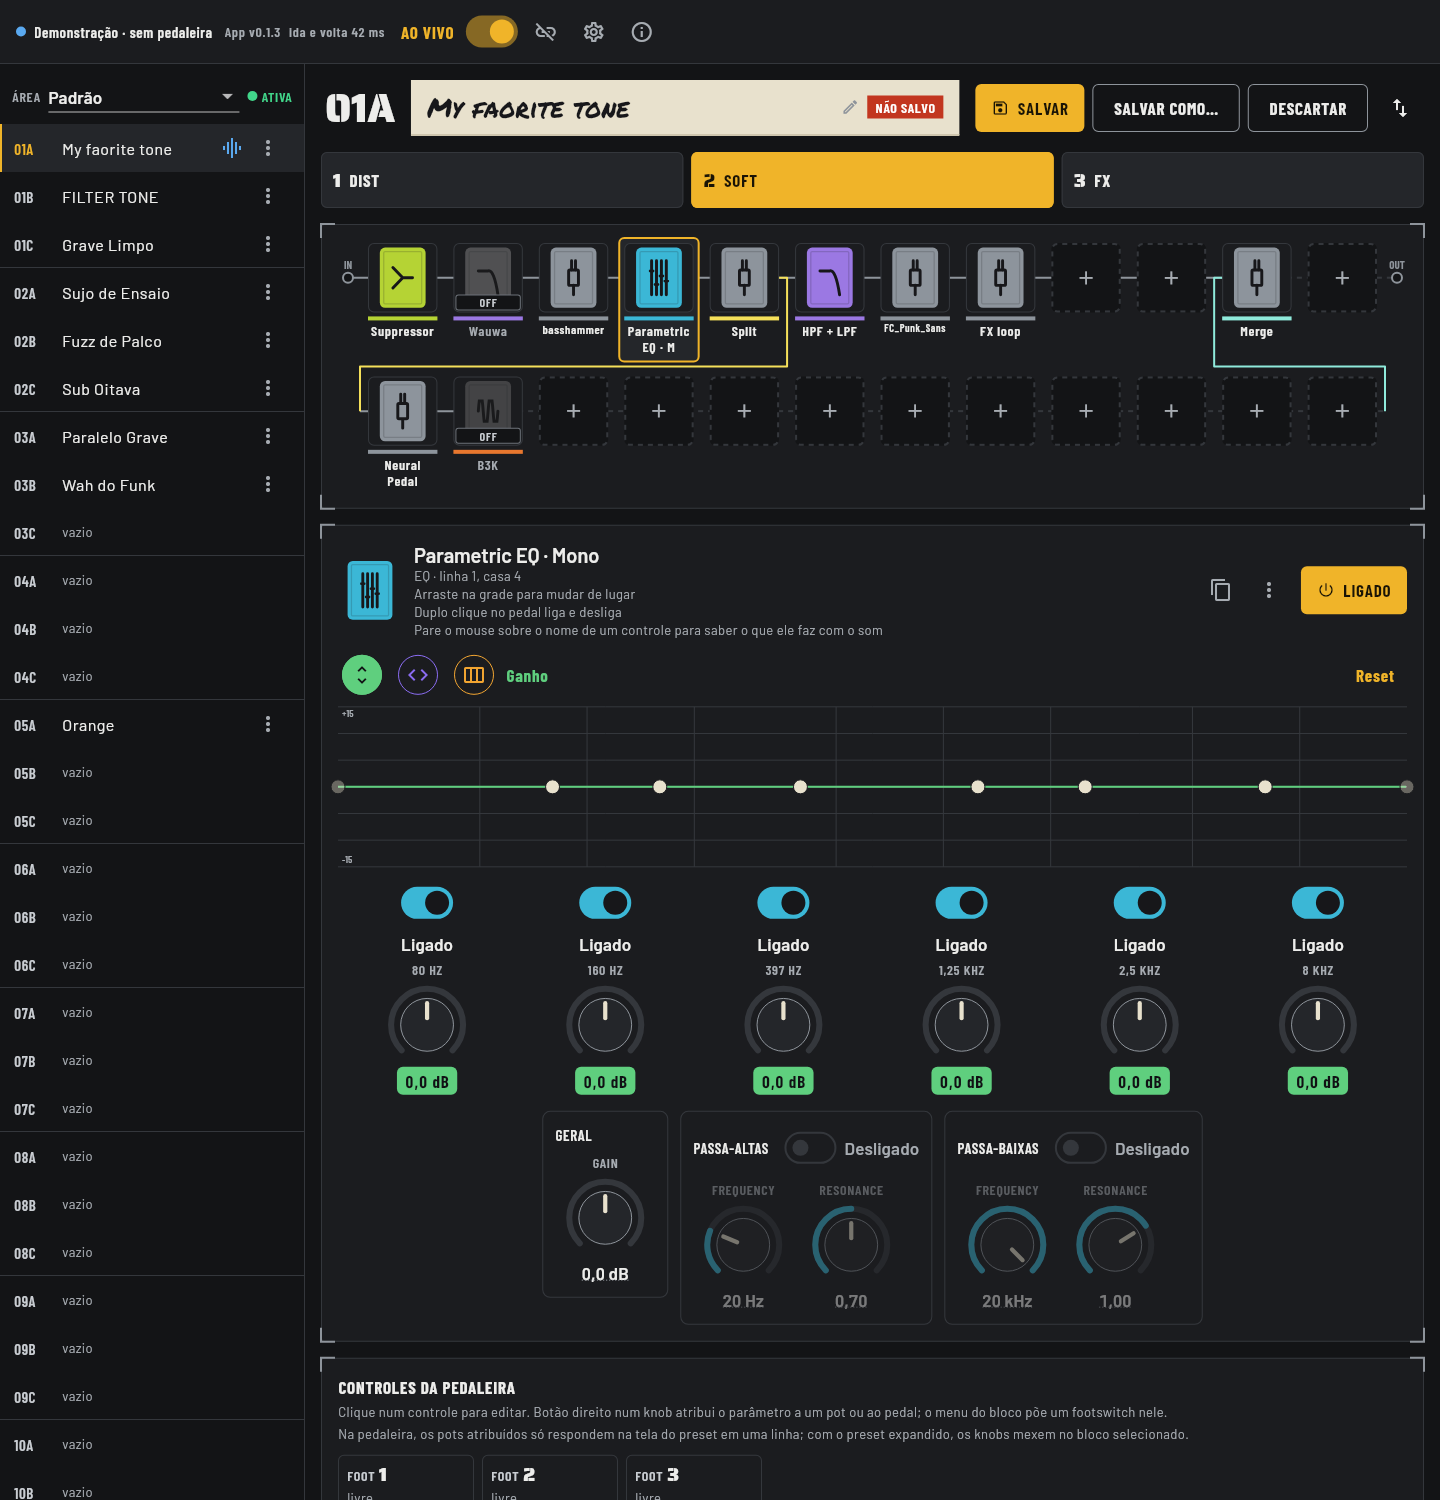 Demonstração · sem pedaleira App v0.1.3 Ida e volta 42 ms AO VIVO
ÁREA Padrão ATIVA
01A My faorite tone
01B FILTER TONE
01C Grave Limpo
02A Sujo de Ensaio
02B Fuzz de Palco
02C Sub Oitava
03A Paralelo Grave
03B Wah do Funk
03C vazio
04A vazio
04B vazio
04C vazio
05A Orange
05B vazio
05C vazio
06A vazio
06B vazio
06C vazio
07A vazio
07B vazio
07C vazio
08A vazio
08B vazio
08C vazio
09A vazio
09B vazio
09C vazio
10A vazio
10B vazio
01A My faorite tone NÃO SALVO SALVAR SALVAR COMO... DESCARTAR
1 DIST 2 SOFT 3 FX
IN OUT
OFF
Suppressor Wauwa basshammer Parametric EQ · M Split HPF + LPF FC_Punk_Sans FX loop Merge
OFF
Neural Pedal B3K
Parametric EQ · Mono
EQ · linha 1, casa 4
Arraste na grade para mudar de lugar
Duplo clique no pedal liga e desliga
Pare o mouse sobre o nome de um controle para saber o que ele faz com o som
LIGADO
Ganho Reset
+15
-15
Ligado Ligado Ligado Ligado Ligado Ligado
80 HZ 160 HZ 397 HZ 1,25 KHZ 2,5 KHZ 8 KHZ
0,0 dB 0,0 dB 0,0 dB 0,0 dB 0,0 dB 0,0 dB
GERAL
GAIN
0,0 dB
PASSA-ALTAS Desligado
FREQUENCY RESONANCE
20 Hz 0,70
PASSA-BAIXAS Desligado
FREQUENCY RESONANCE
20 kHz 1,00
CONTROLES DA PEDALEIRA
Clique num controle para editar. Botão direito num knob atribui o parâmetro a um pot ou ao pedal; o menu do bloco põe um footswitch nele.
Na pedaleira, os pots atribuídos só respondem na tela do preset em uma linha; com o preset expandido, os knobs mexem no bloco selecionado.
FOOT 1 FOOT 2 FOOT 3
livre livre livre